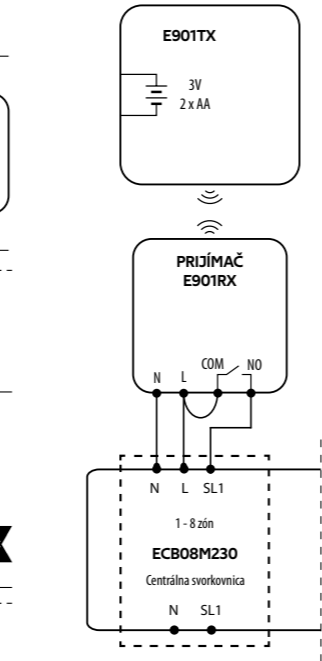 E901TX
3V
2 x AA
PRIJÍMAČ
E901RX
N L COM NO
N L SL1
1 - 8 zón
ECB08M230
Centrálna svorkovnica
N SL1